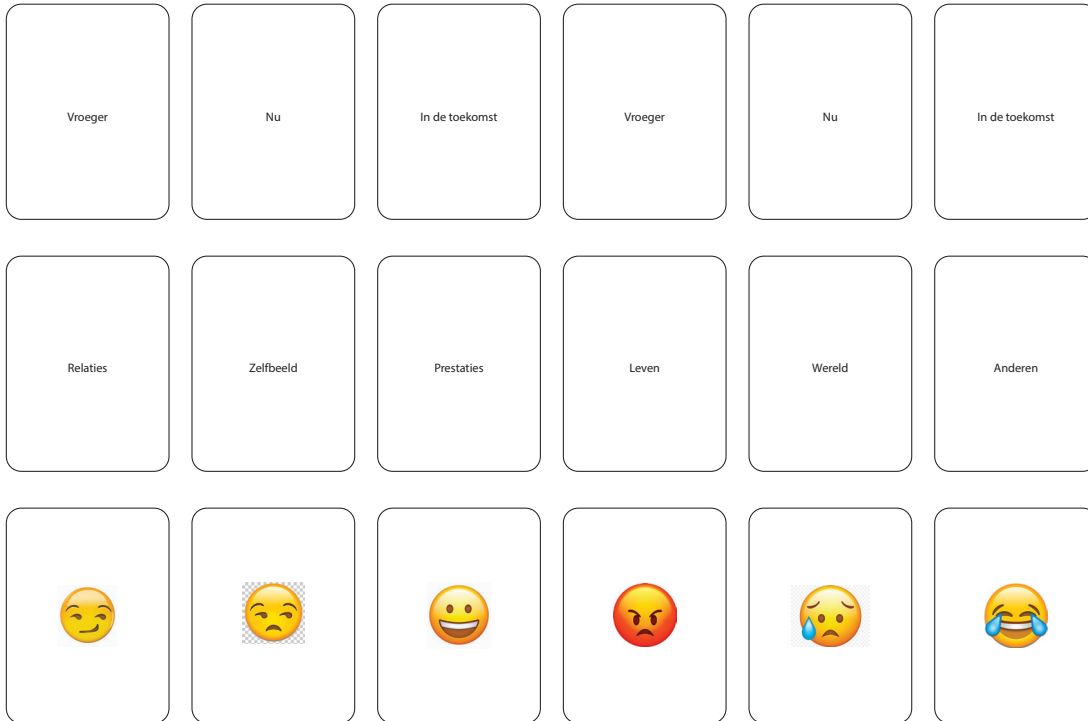 Vroeger
Nu
In de toekomst
Vroeger
Nu
In de toekomst
Relaties
Zelfbeeld
Prestaties
Leven
Wereld
Anderen